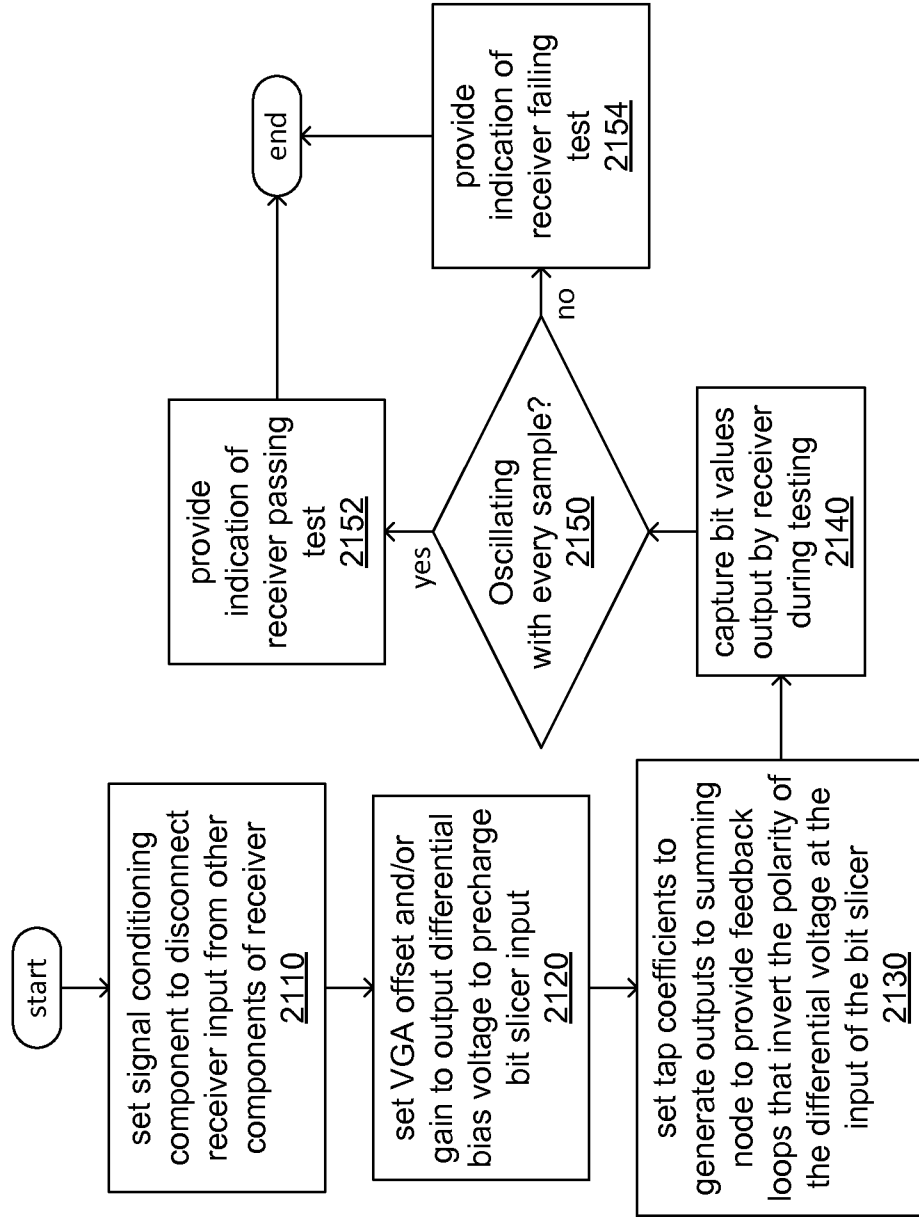 start
set signal conditioning
component to disconnect
receiver input from other
components of receiver
2110
set VGA offset and/or
gain to output differential
bias voltage to precharge
bit slicer input
2120
set tap coefficients to
generate outputs to summing
node to provide feedback
loops that invert the polarity of
the differential voltage at the
input of the bit slicer
2130
capture bit values
output by receiver
during testing
2140
Oscillating
with every sample?
2150
yes
no
provide
indication of
receiver passing
test
2152
provide
indication of
receiver failing
test
2154
end